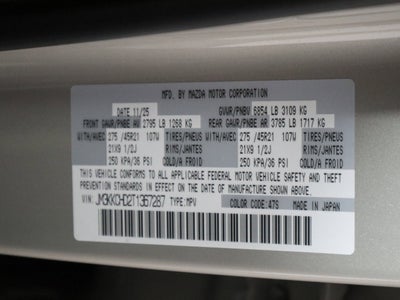 MFD. BY MAZDA MOTOR CORPORATION
DATE 11/25 GVWR/PNBV 6854 LB 3109 KG
FRONT GAWR/PNBE AV 2795 LB 1268 KG REAR GAWR/PNBE AR 3785 LB 1717 KG
WITH/AVEC 275 /45R21 107W TIRES/PNEUS WITH/AVEC 275 /45R21 107W TIRES/PNEUS
21X9 1/2J RIMS/JANTES 21X9 1/2J RIMS/JANTES
250 KPA/36 PSI COLD/A FROID 250 KPA/36 PSI COLD/A FROID
THIS VEHICLE CONFORMS TO ALL APPLICABLE FEDERAL MOTOR VEHICLE SAFETY AND THEFT
PREVENTION STANDARDS IN EFFECT ON THE DATE OF MANUFACTURE SHOWN ABOVE.
VIN: JM3KKCHD2T1357287 TYPE:MPV COLOR CODE:47S MADE IN JAPAN